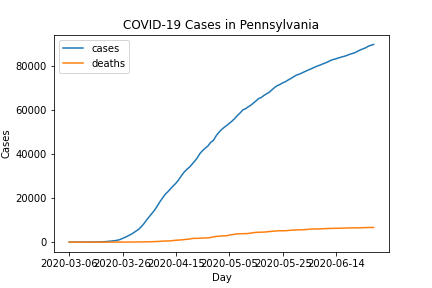 COVID-19 Cases in Pennsylvania
cases
deaths
80000
60000
40000
20000
0
Cases
2020-03-06 2020-03-26 2020-04-15 2020-05-05 2020-05-25 2020-06-14
Day